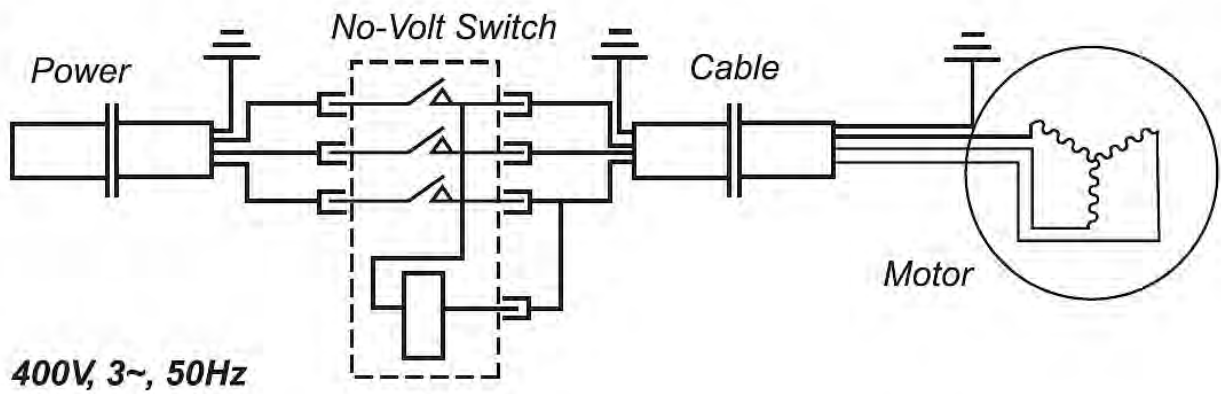 No-Volt Switch
Power
Cable
Motor
400V, 3~, 50Hz